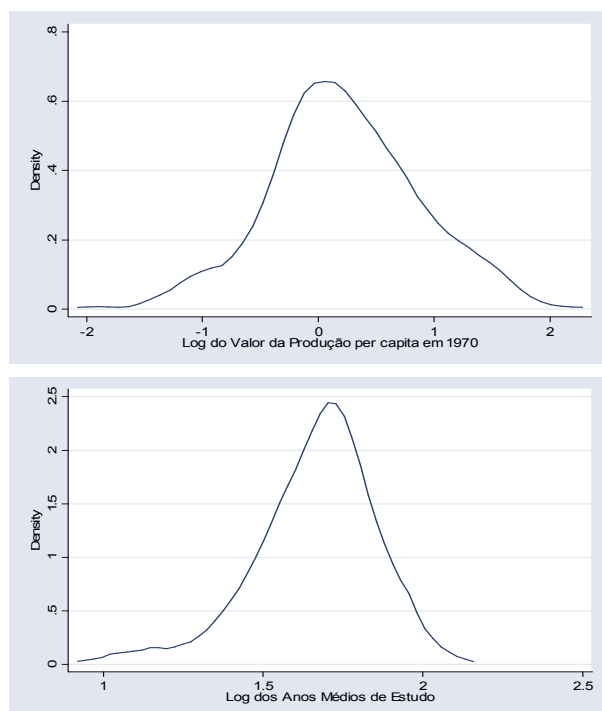 .8
.6
.4
.2
0
Density
-2 -1 0 1 2
Log do Valor da Produção per capita em 1970
2.5
2
1.5
1
.5
0
Density
1 1.5 2 2.5
Log dos Anos Médios de Estudo